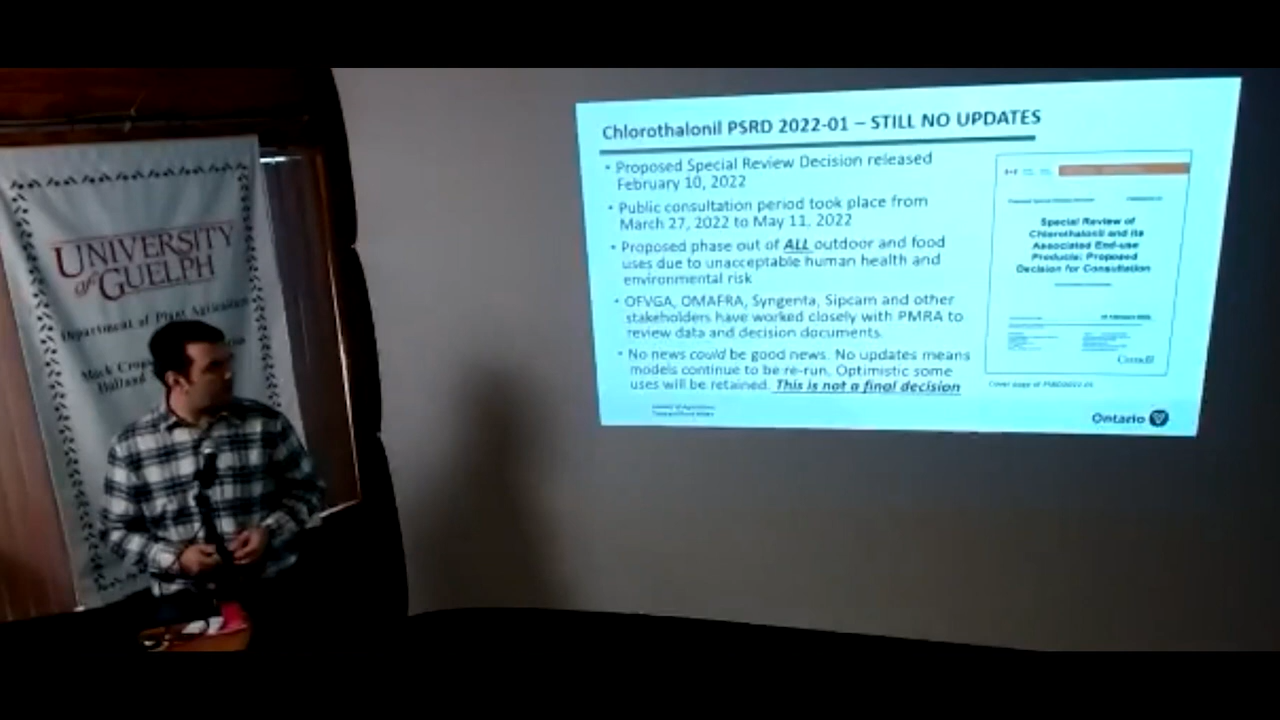 UNIVERSITY
of GUELPH
Department of Plant Agriculture
Muck Crops
Holland
Chlorothalonil PSRD 2022-01 – STILL NO UPDATES
• Proposed Special Review Decision released
February 10, 2022
• Public consultation period took place from
March 27, 2022 to May 11, 2022
• Proposed phase out of ALL outdoor and food
uses due to unacceptable human health and
environmental risk
• OFVGA, OMAFRA, Syngenta, Sipcam and other
stakeholders have worked closely with PMRA to
review data and decision documents.
• No news could be good news. No updates means
models continue to be re-run. Optimistic some
uses will be retained. This is not a final decision
Special Review of
Chlorothalonil and its
Associated End-use
Products: Proposed
Decision for Consultation
Canada
Cover page of PSRD2022-01
Ontario